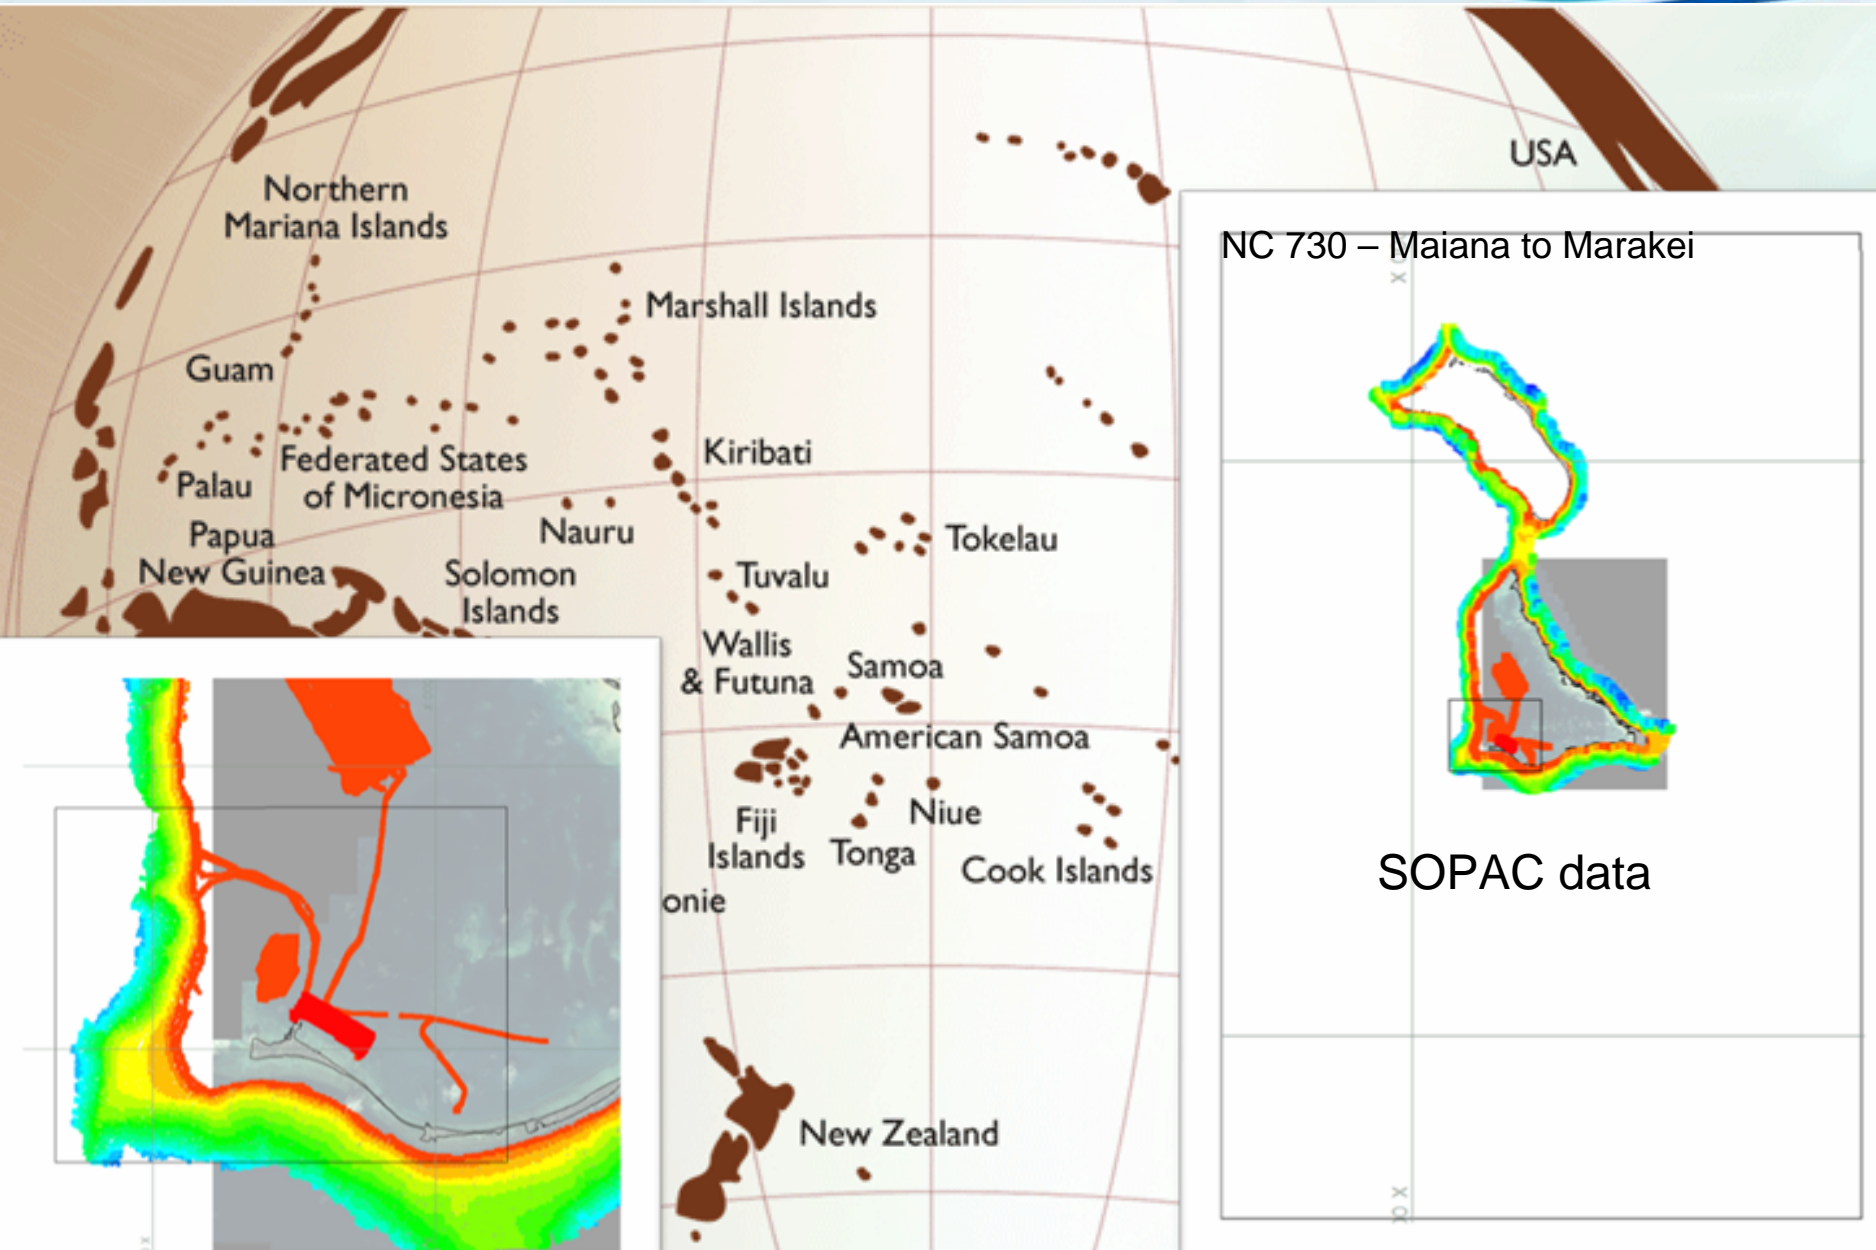 USA
Northern
Mariana Islands
NC 730 – Maiana to Marakei
X
Marshall Islands
Guam
Kiribati
Federated States
of Micronesia
Palau
Nauru
Tokelau
Papua
New Guinea
Solomon
Islands
Tuvalu
Wallis
& Futuna
Samoa
American Samoa
Fiji
Islands
Niue
Tonga
Cook Islands
SOPAC data
onie
New Zealand
X
X